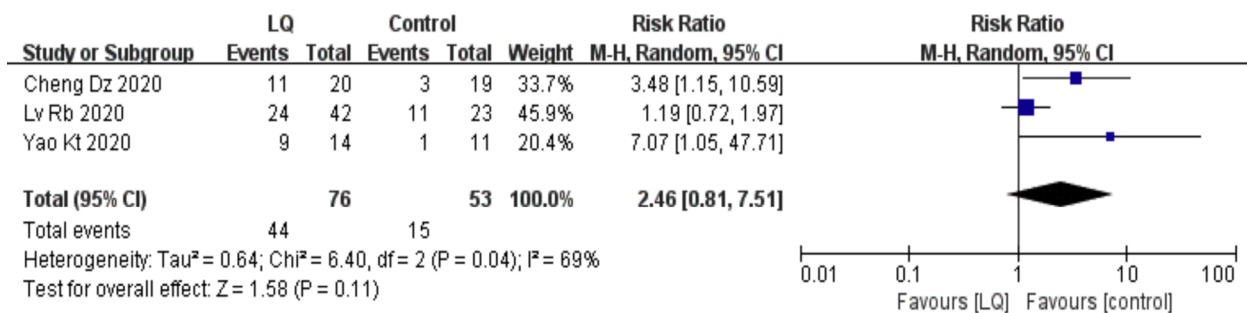 LQ Control Risk Ratio Risk Ratio
Study or Subgroup Events Total Events Total Weight M-H, Random, 95% CI M-H, Random, 95% CI
Cheng Dz 2020 11 20 3 19 33.7% 3.48 [1.15, 10.59]
Lv Rb 2020 24 42 11 23 45.9% 1.19 [0.72, 1.97]
Yao Kt 2020 9 14 1 11 20.4% 7.07 [1.05, 47.71]
Total (95% CI) 76 53 100.0% 2.46 [0.81, 7.51]
Total events 44 15
Heterogeneity: Tau² = 0.64; Chi² = 6.40, df = 2 (P = 0.04); I² = 69%
Test for overall effect: Z = 1.58 (P = 0.11)
0.01 0.1 1 10 100
Favours [LQ] Favours [control]